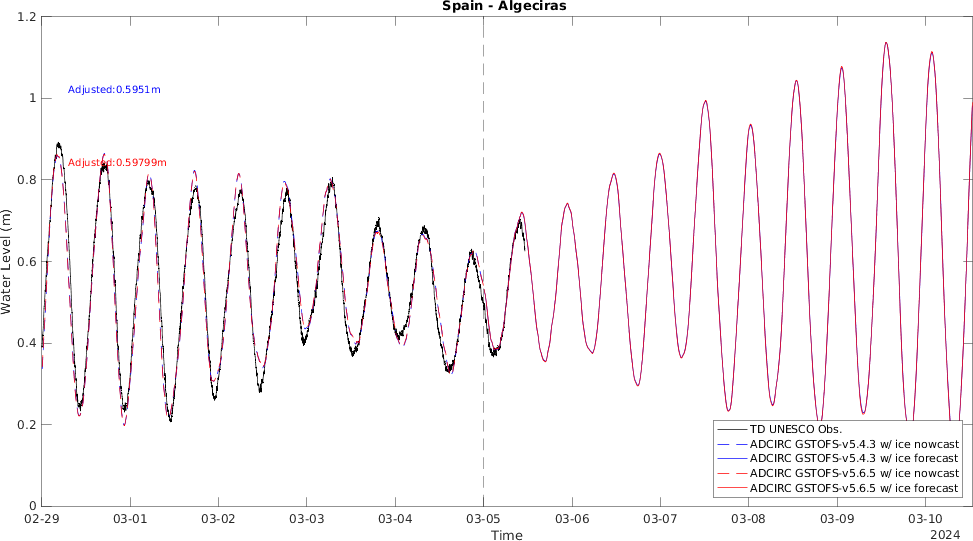 Spain - Algeciras
1.2
1
0.8
0.6
0.4
0.2
0
Water Level (m)
Adjusted:0.5951m
Adjusted:0.59799m
TD UNESCO Obs.
ADCIRC GSTOFS-v5.4.3 w/ ice nowcast
ADCIRC GSTOFS-v5.4.3 w/ ice forecast
ADCIRC GSTOFS-v5.6.5 w/ ice nowcast
ADCIRC GSTOFS-v5.6.5 w/ ice forecast
02-29 03-01 03-02 03-03 03-04 03-05 03-06 03-07 03-08 03-09 03-10
Time
2024